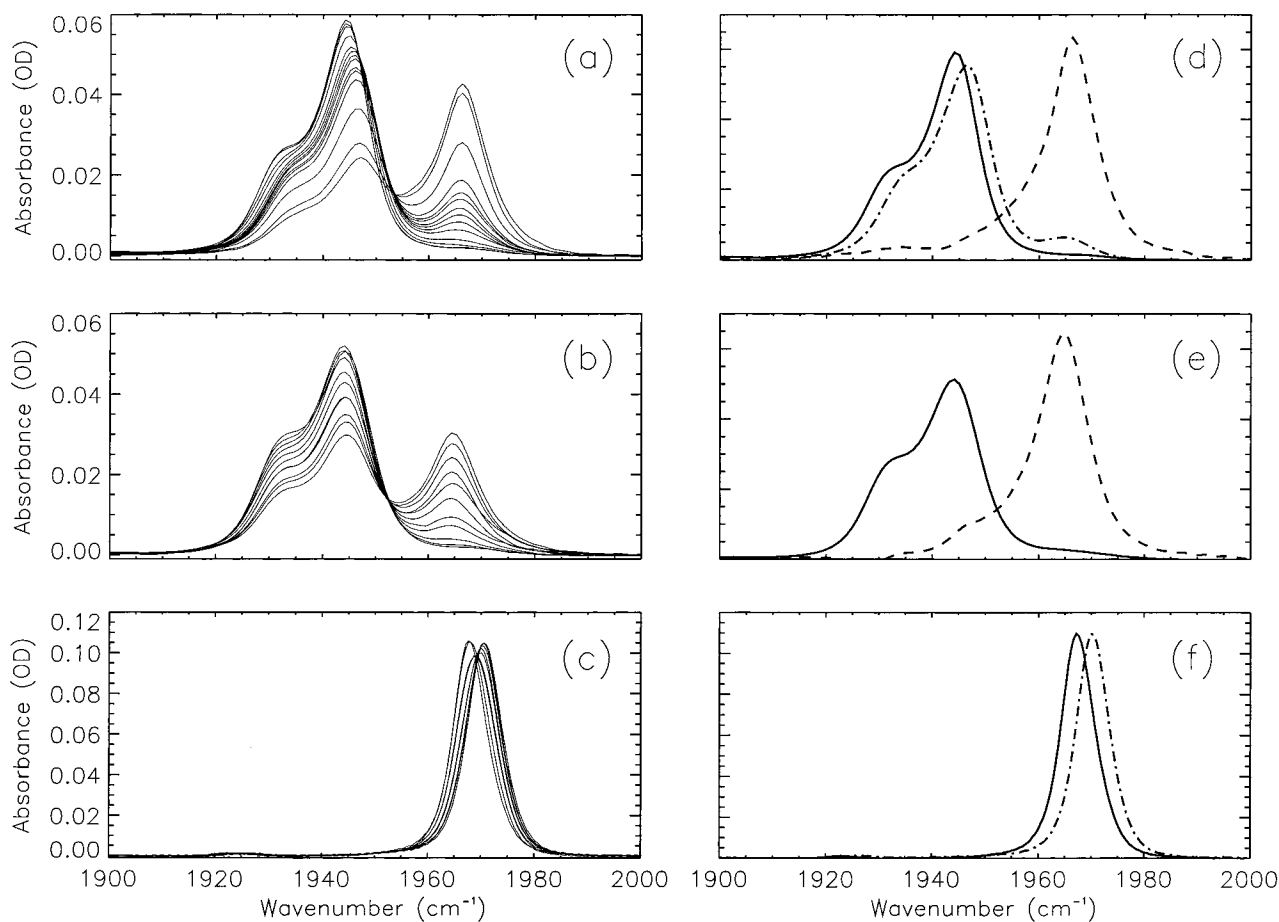 0.06
0.04
0.02
0.00
Absorbance (OD)
(a)
(d)
0.06
0.04
0.02
0.00
Absorbance (OD)
(b)
(e)
0.12
0.10
0.08
0.06
0.04
0.02
0.00
Absorbance (OD)
(c)
(f)
1900 1920 1940 1960 1980 2000
Wavenumber (cm⁻¹)
1900 1920 1940 1960 1980 2000
Wavenumber (cm⁻¹)